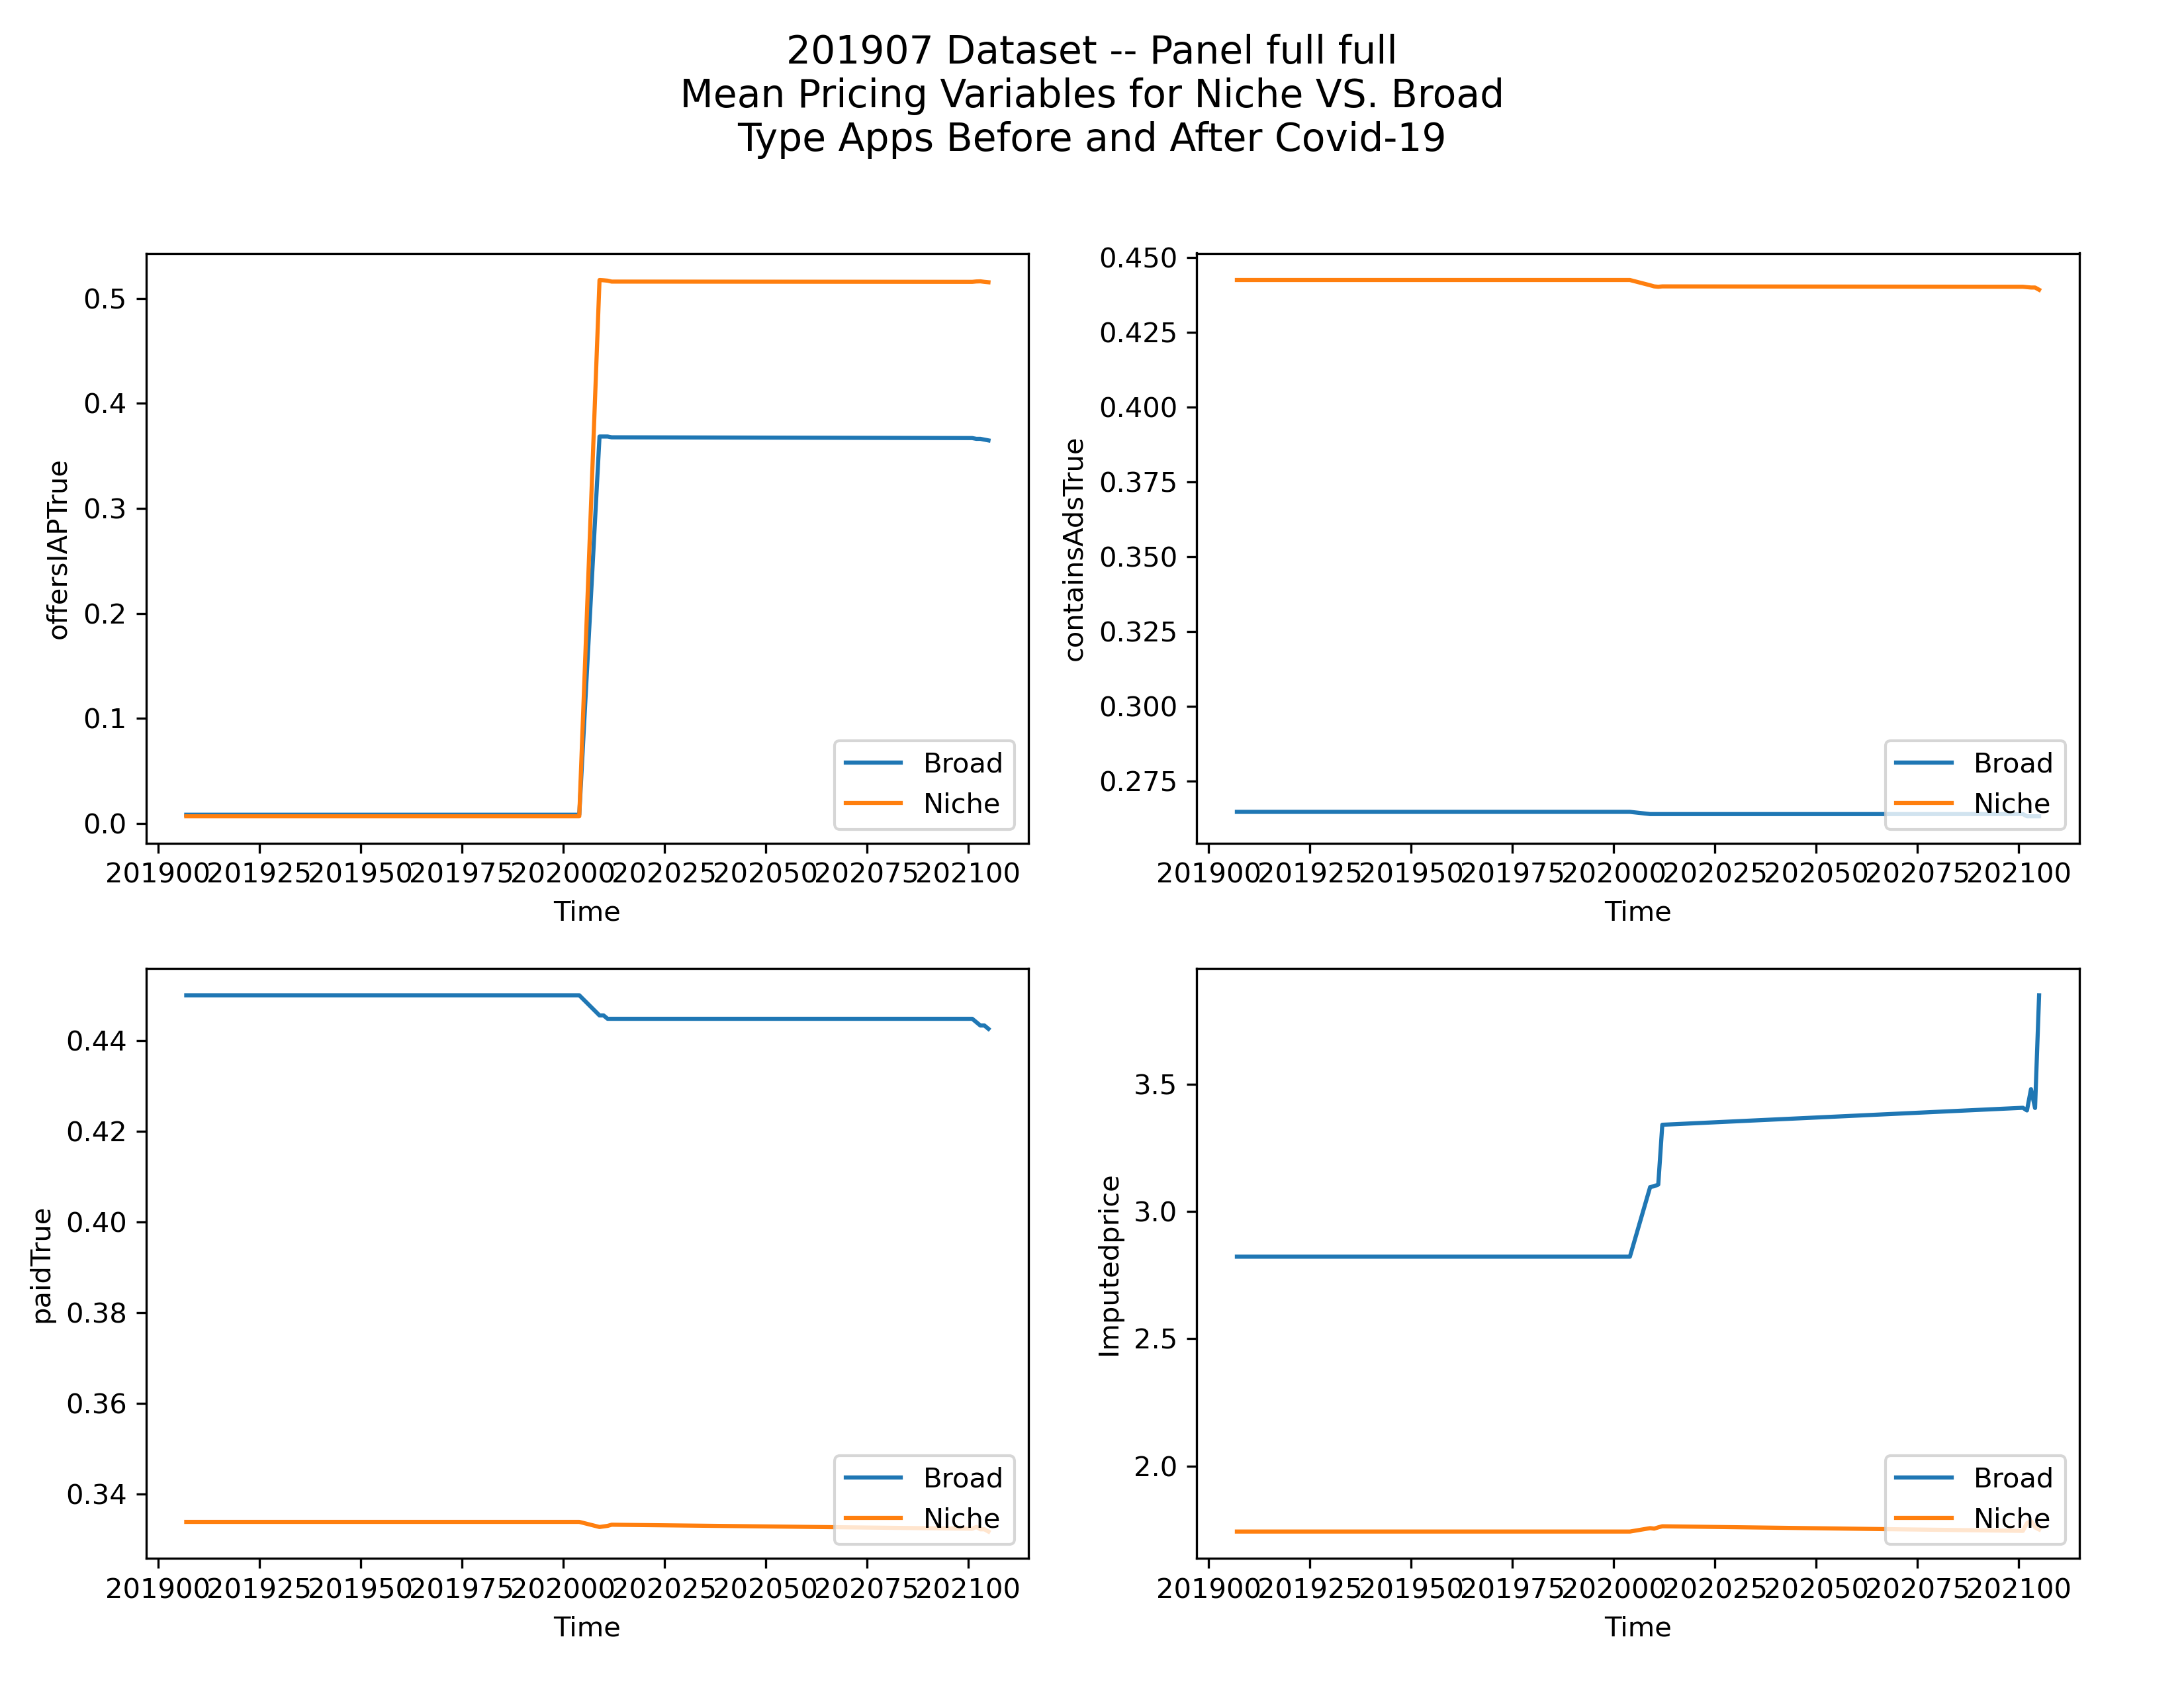 201907 Dataset -- Panel full full
Mean Pricing Variables for Niche VS. Broad
Type Apps Before and After Covid-19
offersIAPTrue
0.5
0.4
0.3
0.2
0.1
0.0
Broad
Niche
201900 201925 201950 201975 202000 202025 202050 202075 202100
Time
containsAdsTrue
0.450
0.425
0.400
0.375
0.350
0.325
0.300
0.275
Broad
Niche
201900 201925 201950 201975 202000 202025 202050 202075 202100
Time
paidTrue
0.44
0.42
0.40
0.38
0.36
0.34
Broad
Niche
201900 201925 201950 201975 202000 202025 202050 202075 202100
Time
Imputedprice
3.5
3.0
2.5
2.0
Broad
Niche
201900 201925 201950 201975 202000 202025 202050 202075 202100
Time